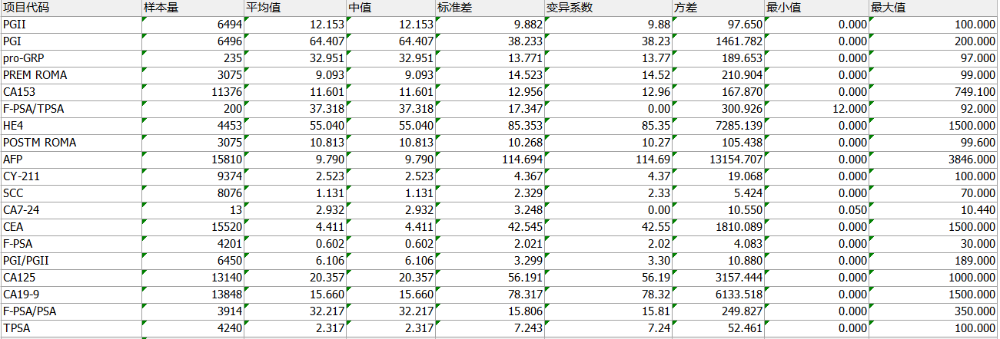 项目代码 样本量 平均值 中值 标准差 变异系数 方差 最小值 最大值
PGII 6494 12.153 12.153 9.882 9.88 97.650 0.000 100.000
PGI 6496 64.407 64.407 38.233 38.23 1461.782 0.000 200.000
pro-GRP 235 32.951 32.951 13.771 13.77 189.653 0.000 97.000
PREM ROMA 3075 9.093 9.093 14.523 14.52 210.904 0.000 99.000
CA153 11376 11.601 11.601 12.956 12.96 167.870 0.000 749.100
F-PSA/TPSA 200 37.318 37.318 17.347 0.00 300.926 12.000 92.000
HE4 4453 55.040 55.040 85.353 85.35 7285.139 0.000 1500.000
POSTM ROMA 3075 10.813 10.813 10.268 10.27 105.438 0.000 99.600
AFP 15810 9.790 9.790 114.694 114.69 13154.707 0.000 3846.000
CY-211 9374 2.523 2.523 4.367 4.37 19.068 0.000 100.000
SCC 8076 1.131 1.131 2.329 2.33 5.424 0.000 70.000
CA7-24 13 2.932 2.932 3.248 0.00 10.550 0.050 10.440
CEA 15520 4.411 4.411 42.545 42.55 1810.089 0.000 1500.000
F-PSA 4201 0.602 0.602 2.021 2.02 4.083 0.000 30.000
PGI/PGII 6450 6.106 6.106 3.299 3.30 10.880 0.000 189.000
CA125 13140 20.357 20.357 56.191 56.19 3157.444 0.000 1000.000
CA19-9 13848 15.660 15.660 78.317 78.32 6133.518 0.000 1500.000
F-PSA/PSA 3914 32.217 32.217 15.806 15.81 249.827 0.000 350.000
TPSA 4240 2.317 2.317 7.243 7.24 52.461 0.000 100.000